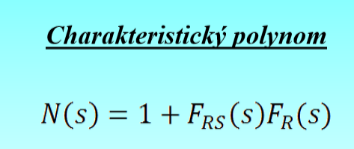 Charakteristický polynom
N(s) = 1 + F_RS(s)F_R(s)